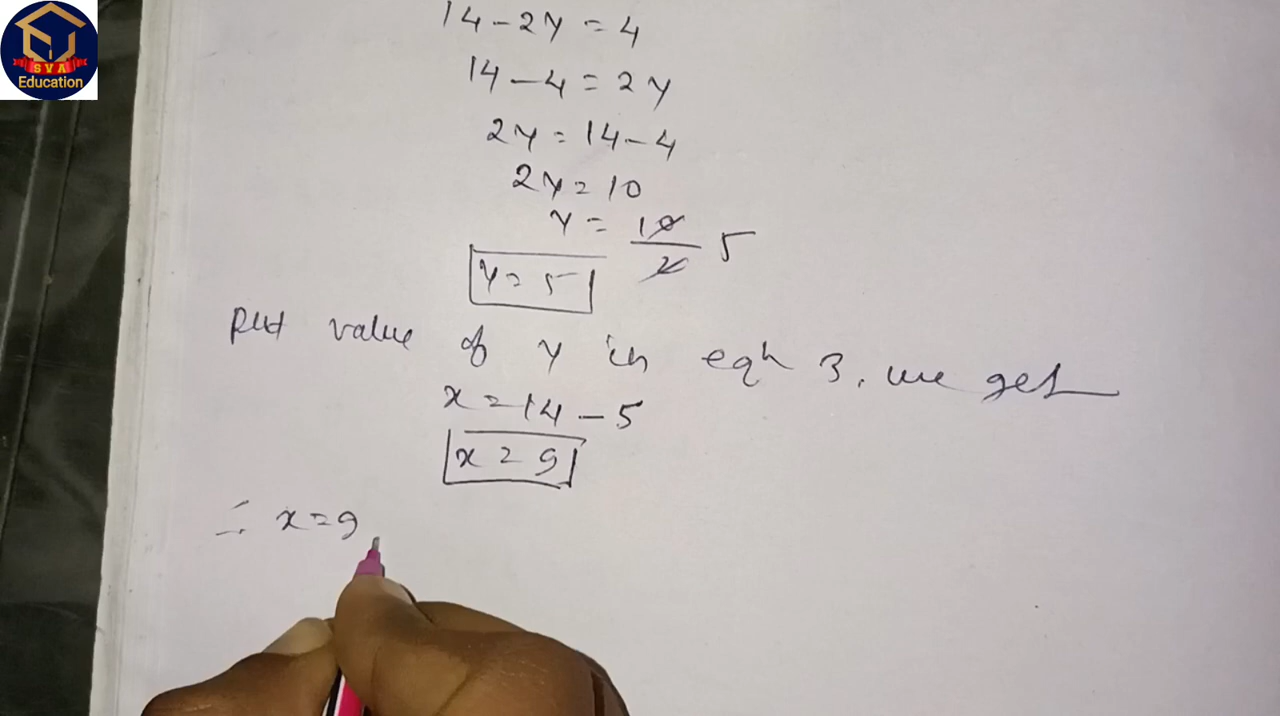 SVA
Education
14-2y = 4
14-4 = 2y
2y = 14-4
2y = 10
y = 10/2 5
y = 5
put value of y in eqn 3, we get
x = 14-5
x = 9
∴ x = 9